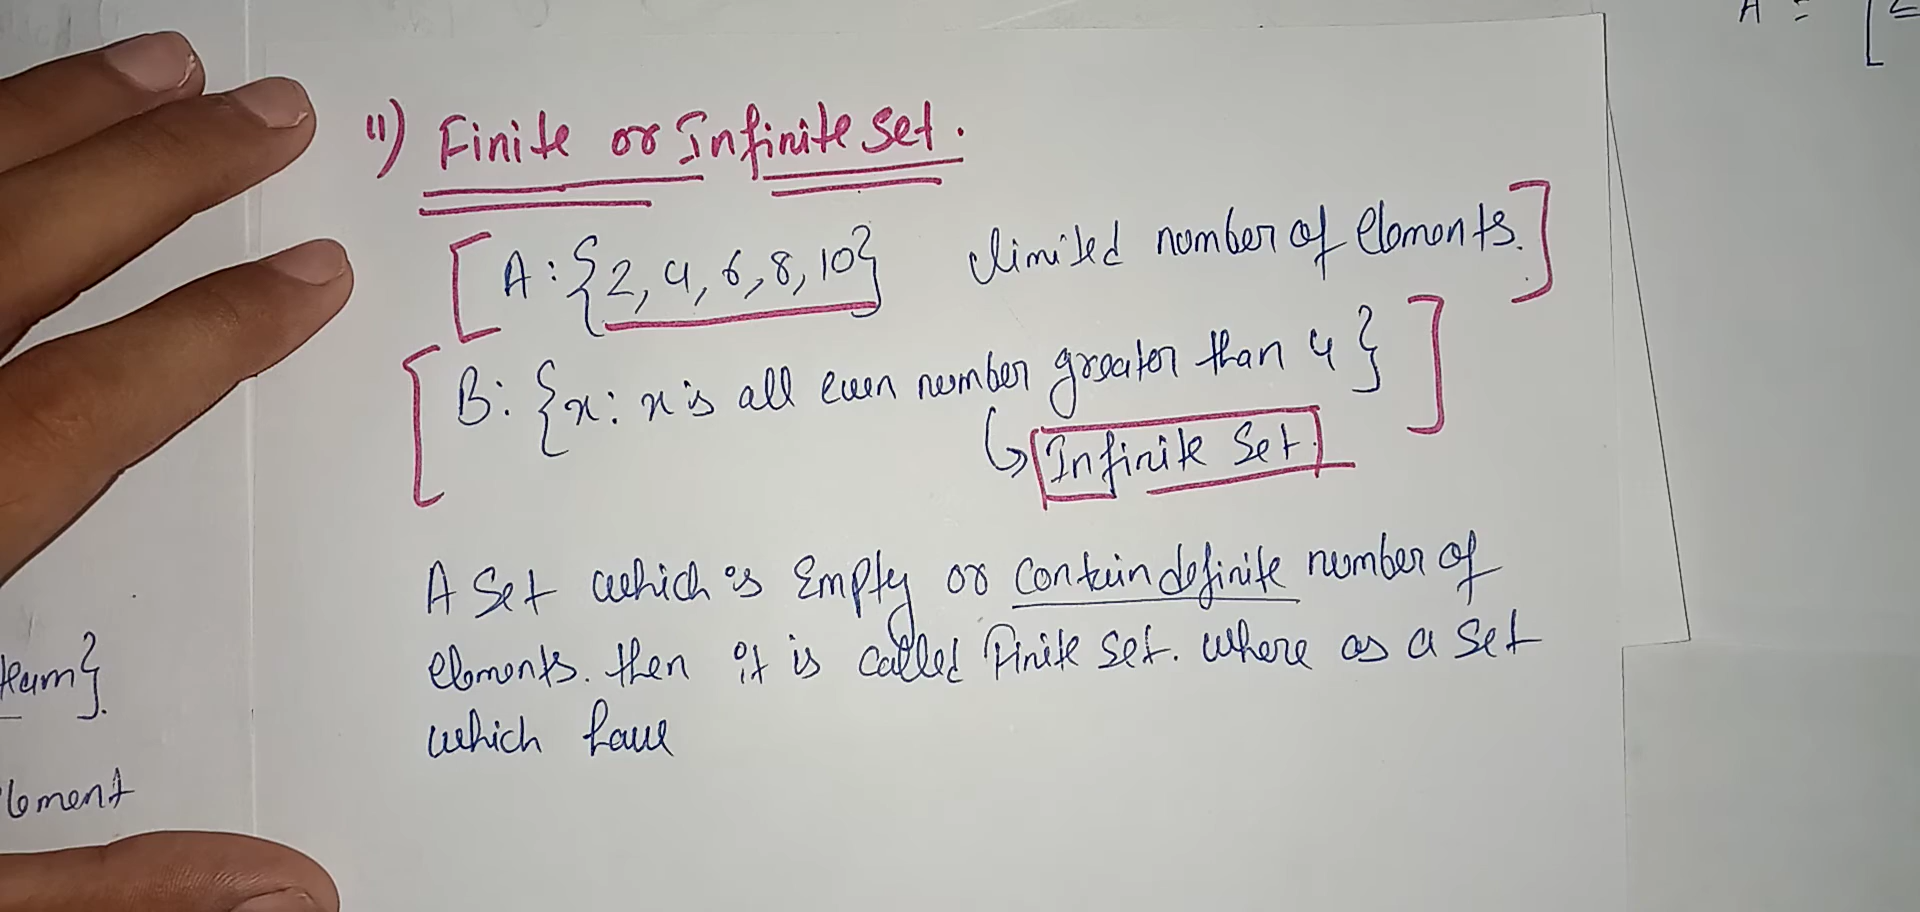 A = [
11) Finite or Infinite Set.
[A: {2, 4, 6, 8, 10} limited number of elements.]
[B: {x: x is all even number greater than 4}]
↳ Infinite Set.
A Set which is Empty or contain definite number of
elements. then it is called Finite set. where as a Set
which have